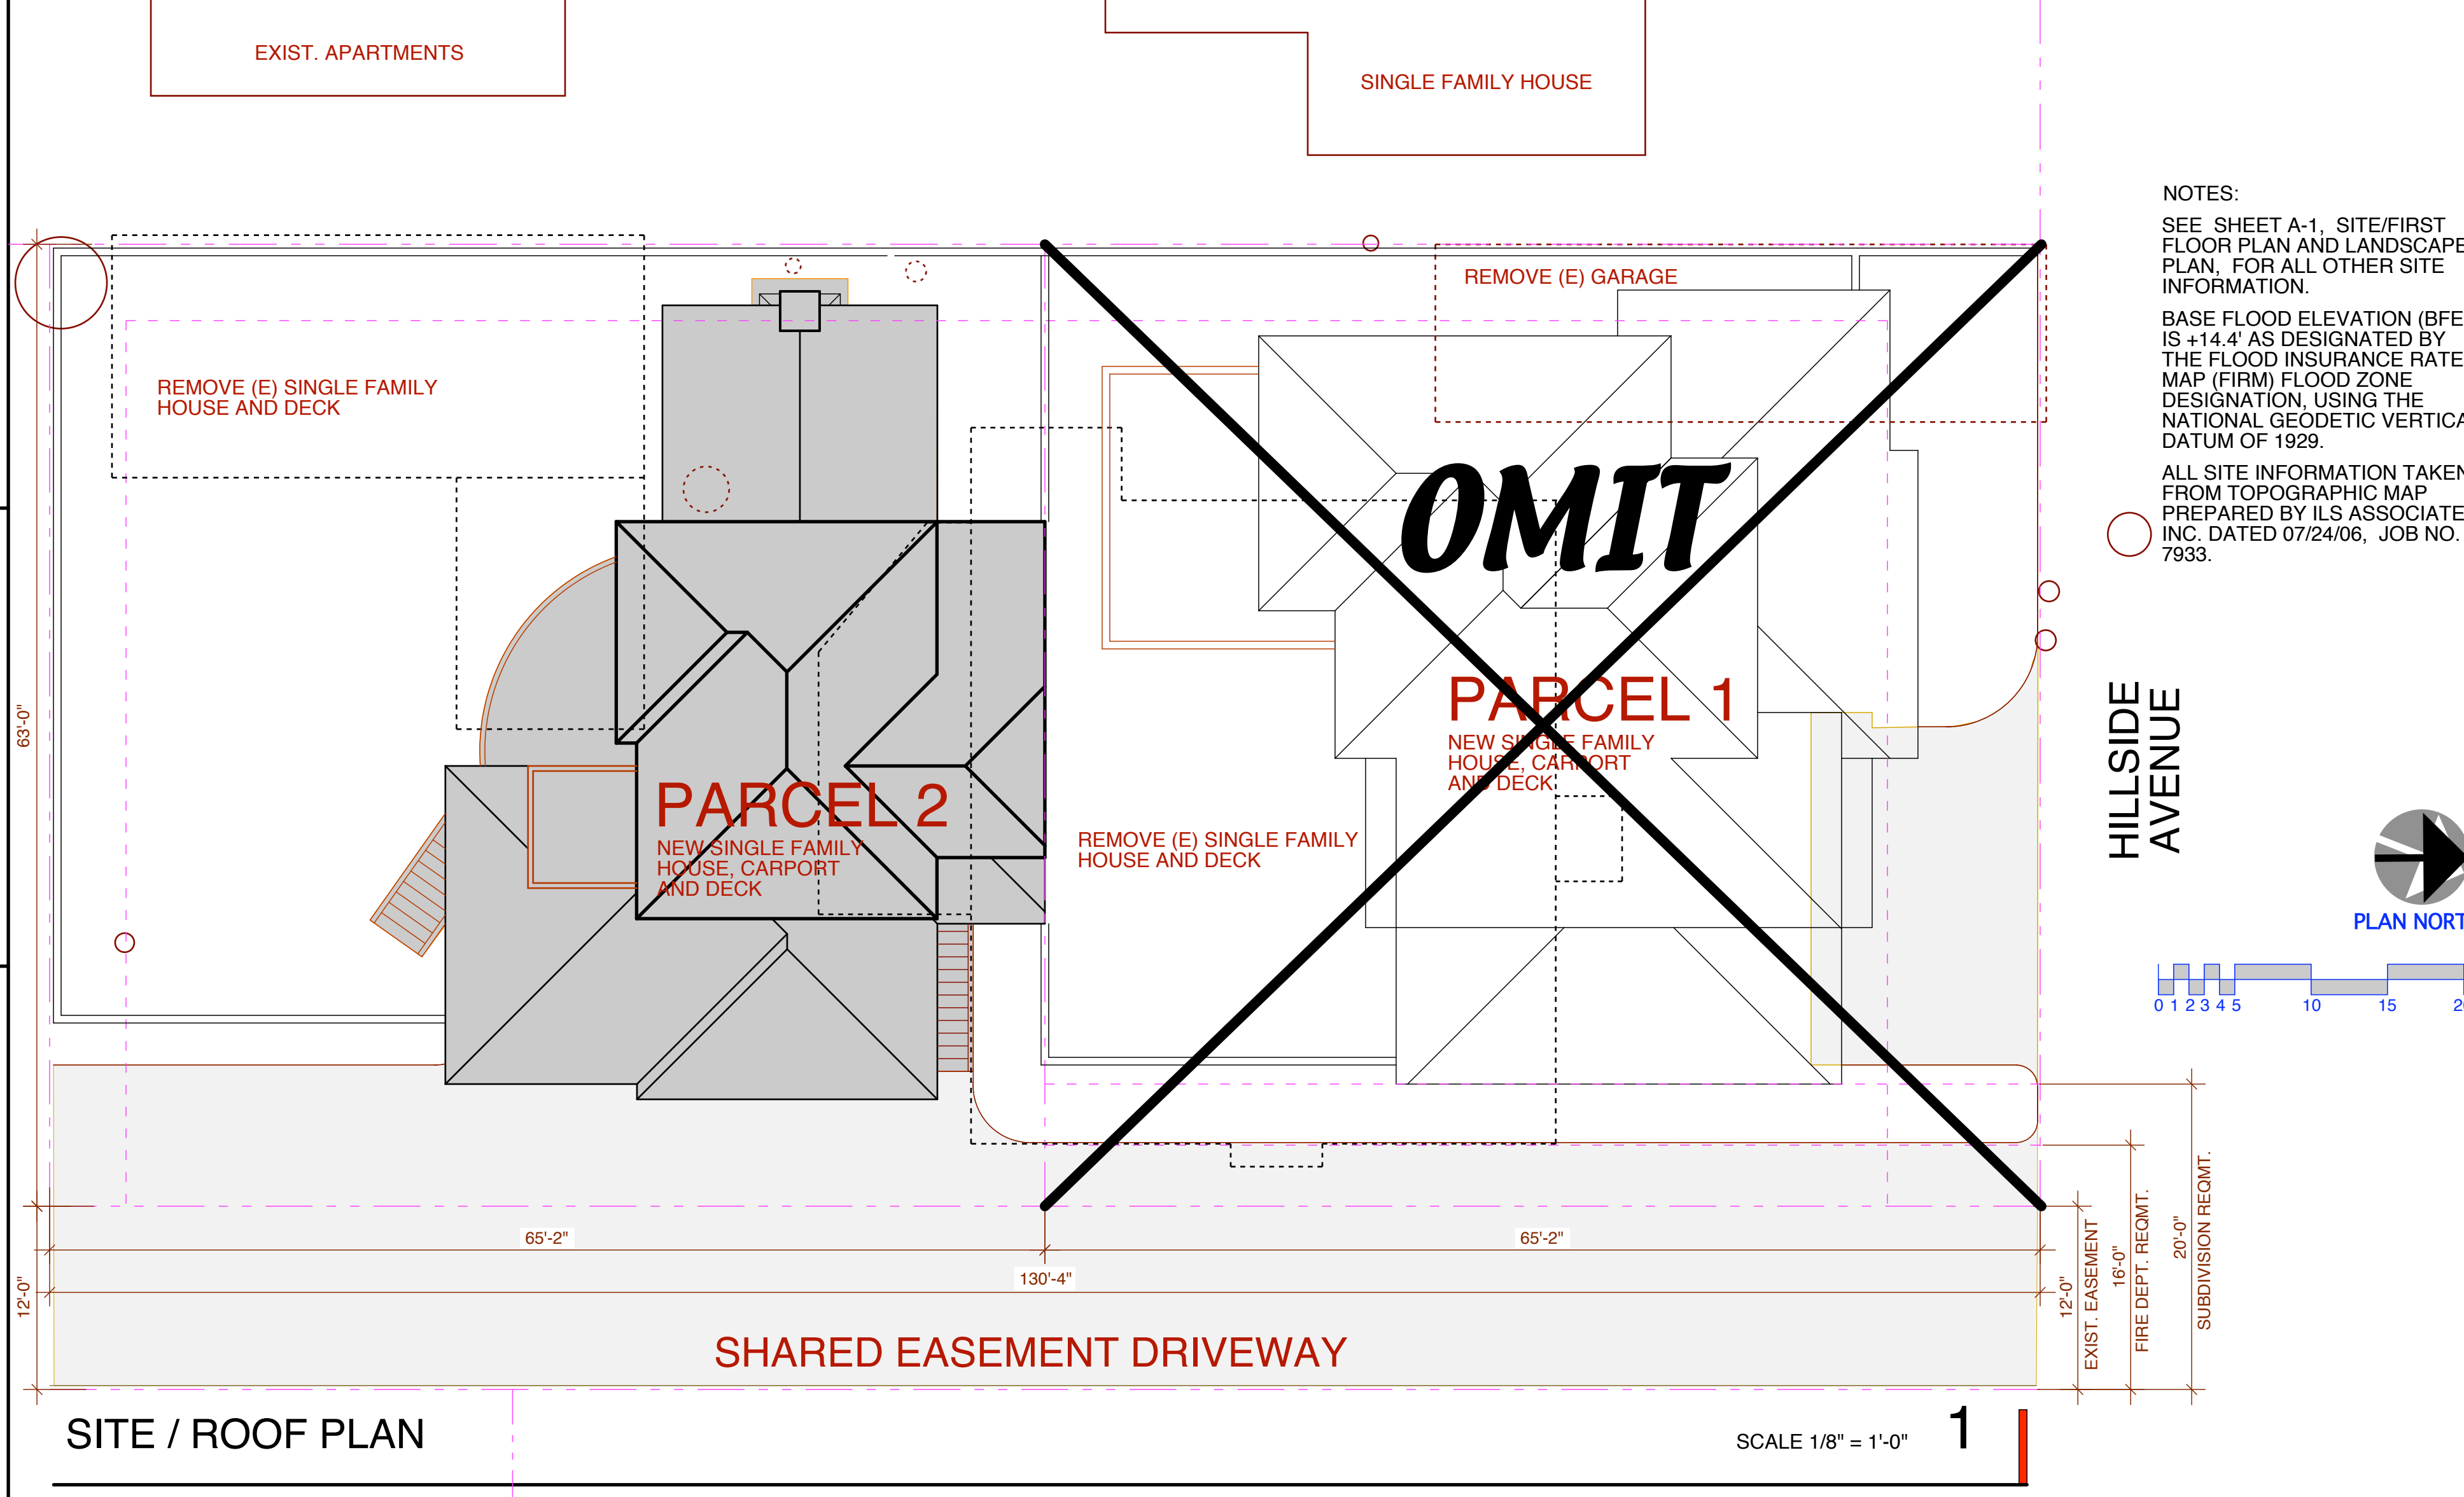 EXIST. APARTMENTS
SINGLE FAMILY HOUSE
REMOVE (E) GARAGE
REMOVE (E) SINGLE FAMILY
HOUSE AND DECK
OMIT
PARCEL 1
NEW SINGLE FAMILY
HOUSE, CARPORT
AND DECK
PARCEL 2
NEW SINGLE FAMILY
HOUSE, CARPORT
AND DECK
REMOVE (E) SINGLE FAMILY
HOUSE AND DECK
63'-0"
12'-0"
65'-2"
65'-2"
130'-4"
SHARED EASEMENT DRIVEWAY
12'-0"
EXIST. EASEMENT
16'-0"
FIRE DEPT. REQMT.
20'-0"
SUBDIVISION REQMT.
NOTES:
SEE SHEET A-1, SITE/FIRST
FLOOR PLAN AND LANDSCAPE
PLAN, FOR ALL OTHER SITE
INFORMATION.
BASE FLOOD ELEVATION (BFE
IS +14.4' AS DESIGNATED BY
THE FLOOD INSURANCE RATE
MAP (FIRM) FLOOD ZONE
DESIGNATION, USING THE
NATIONAL GEODETIC VERTICA
DATUM OF 1929.
ALL SITE INFORMATION TAKEN
FROM TOPOGRAPHIC MAP
PREPARED BY ILS ASSOCIATE
INC. DATED 07/24/06, JOB NO.
7933.
HILLSIDE
AVENUE
PLAN NORT
0 1 2 3 4 5 10 15 2
SITE / ROOF PLAN
SCALE 1/8" = 1'-0"
1